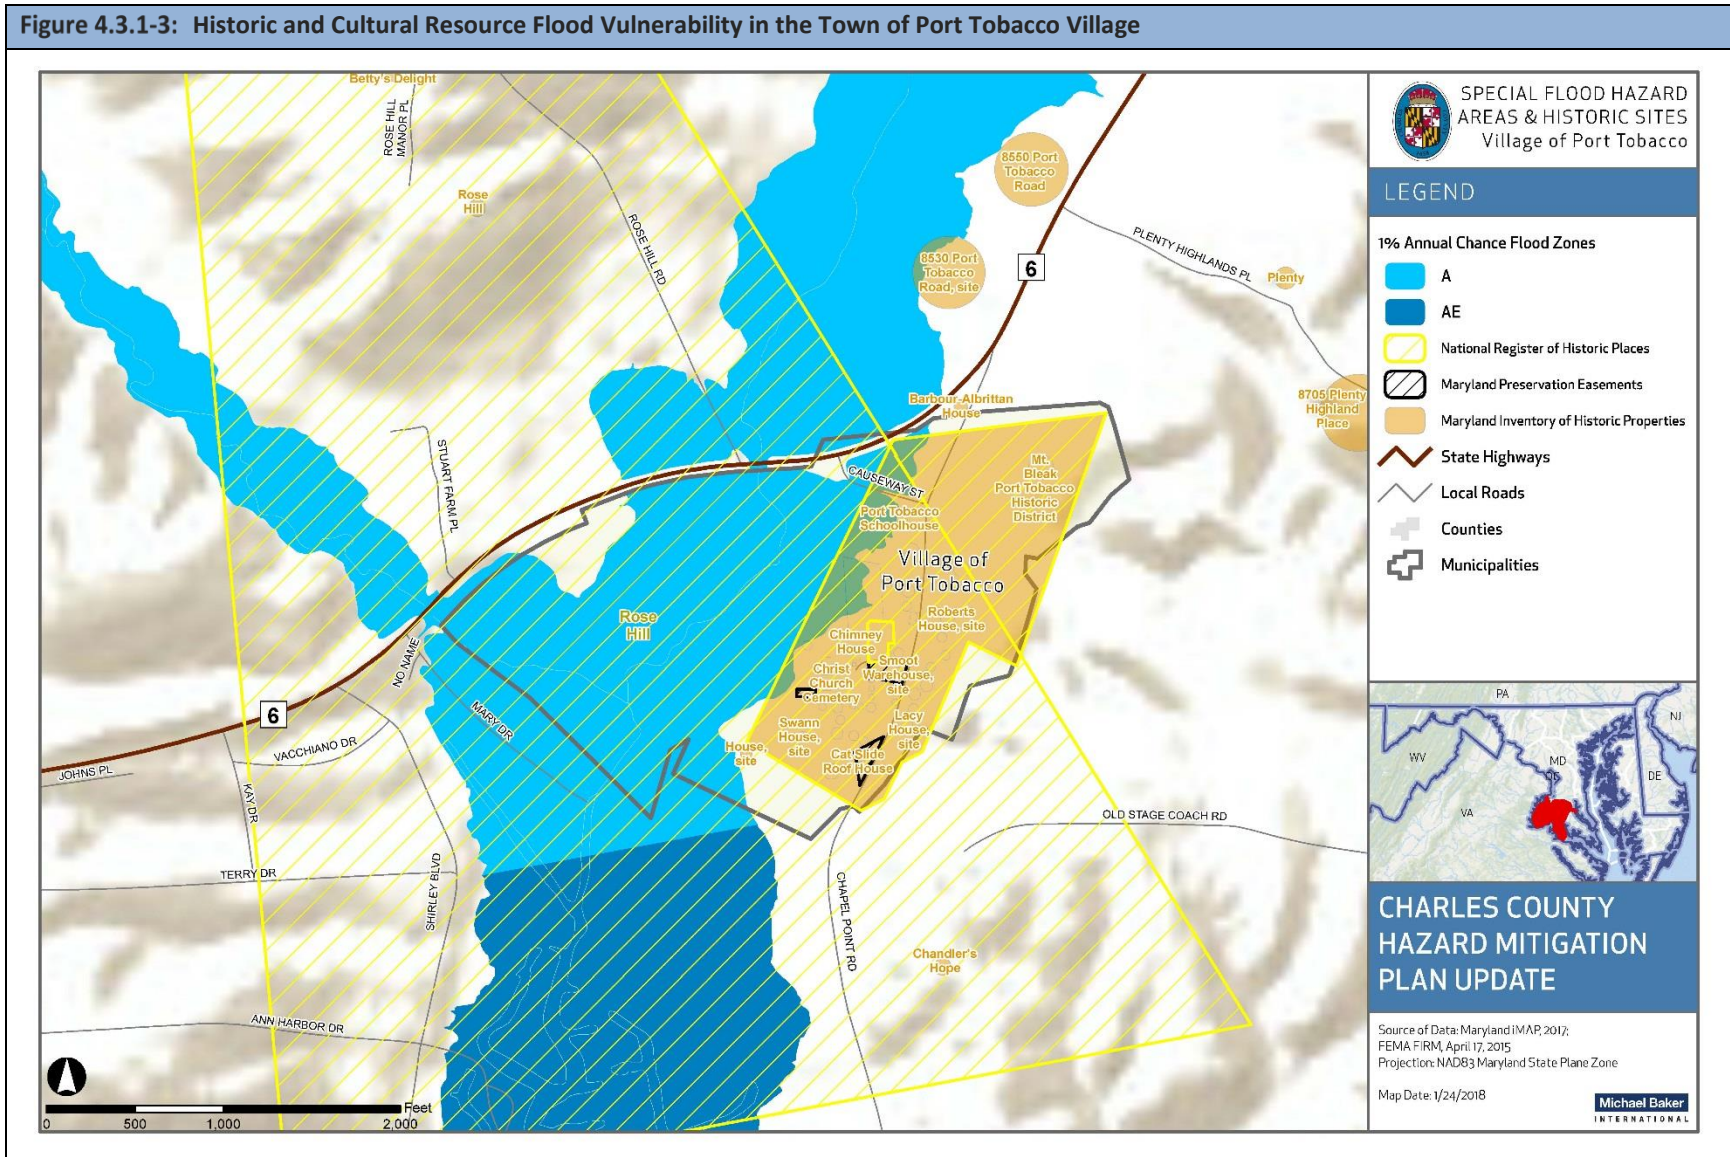 Figure 4.3.1-3: Historic and Cultural Resource Flood Vulnerability in the Town of Port Tobacco Village
Betty's Delight
ROSE HILL
MANOR PL
Rose
Hill
ROSE HILL RD
8550 Port
Tobacco
Road
8530 Port
Tobacco
Road, site
6
PLENTY HIGHLANDS PL
Plenty
8705 Plenty
Highland
Place
Barbour-Albrittan
House
STUART FARM PL
CAUSEWAY ST
Mt.
Bleak
Port Tobacco
Historic
District
Port Tobacco
Schoolhouse
Village of
Port Tobacco
Rose
Hill
Roberts
House, site
Chimney
House
Smoot
Warehouse,
site
Christ
Church
Cemetery
NO NAME
MARY DR
6
VACCHIANO DR
JOHNS PL
KAY DR
Swann
House,
site
Lacy
House,
site
House,
site
Cat Slide
Roof House
OLD STAGE COACH RD
TERRY DR
SHIRLEY BLVD
CHAPEL POINT RD
Chandler's
Hope
ANN HARBOR DR
Feet
0 500 1,000 2,000
SPECIAL FLOOD HAZARD
AREAS & HISTORIC SITES
Village of Port Tobacco
LEGEND
1% Annual Chance Flood Zones
A
AE
National Register of Historic Places
Maryland Preservation Easements
Maryland Inventory of Historic Properties
State Highways
Local Roads
Counties
Municipalities
PA
NJ
WV
MD
DC
DE
VA
CHARLES COUNTY
HAZARD MITIGATION
PLAN UPDATE
Source of Data: Maryland iMAP, 2017;
FEMA FIRM, April 17, 2015
Projection: NAD83 Maryland State Plane Zone
Map Date: 1/24/2018
Michael Baker
INTERNATIONAL